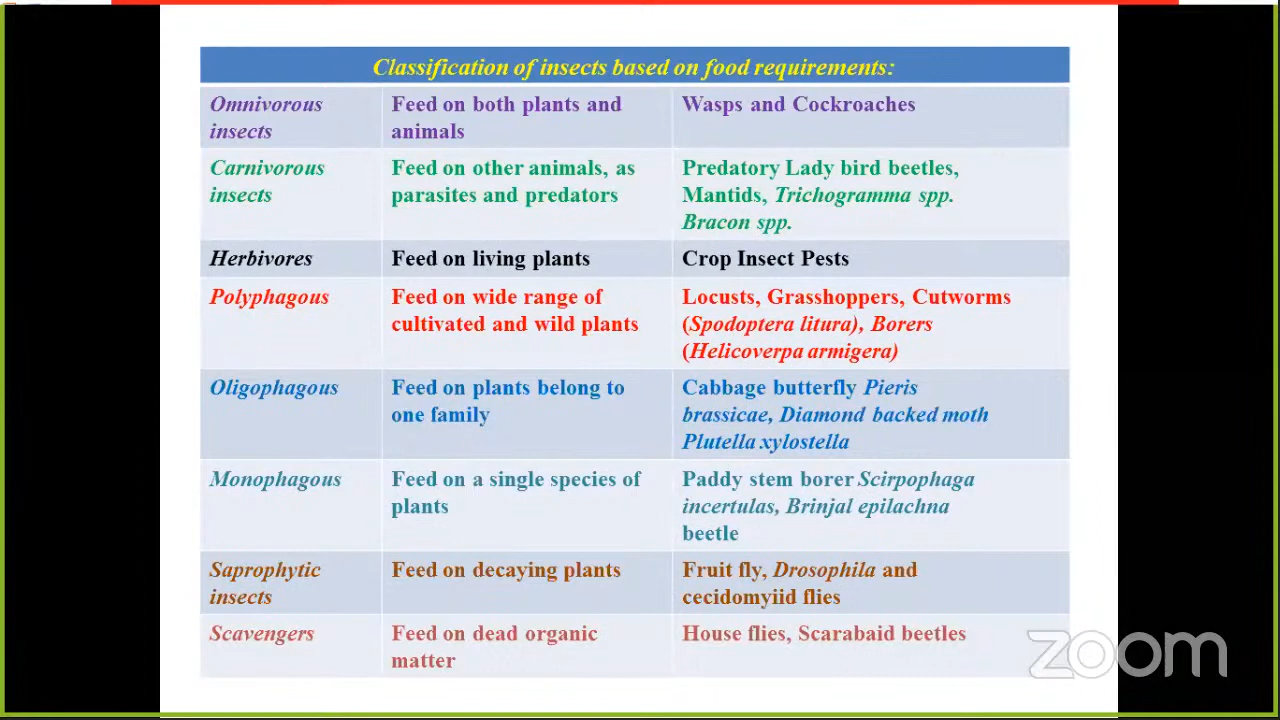 Classification of insects based on food requirements:
Omnivorous insects
Feed on both plants and animals
Wasps and Cockroaches
Carnivorous insects
Feed on other animals, as parasites and predators
Predatory Lady bird beetles, Mantids, Trichogramma spp. Bracon spp.
Herbivores
Feed on living plants
Crop Insect Pests
Polyphagous
Feed on wide range of cultivated and wild plants
Locusts, Grasshoppers, Cutworms (Spodoptera litura), Borers (Helicoverpa armigera)
Oligophagous
Feed on plants belong to one family
Cabbage butterfly Pieris brassicae, Diamond backed moth Plutella xylostella
Monophagous
Feed on a single species of plants
Paddy stem borer Scirpophaga incertulas, Brinjal epilachna beetle
Saprophytic insects
Feed on decaying plants
Fruit fly, Drosophila and cecidomyiid flies
Scavengers
Feed on dead organic matter
House flies, Scarabaid beetles
zoom